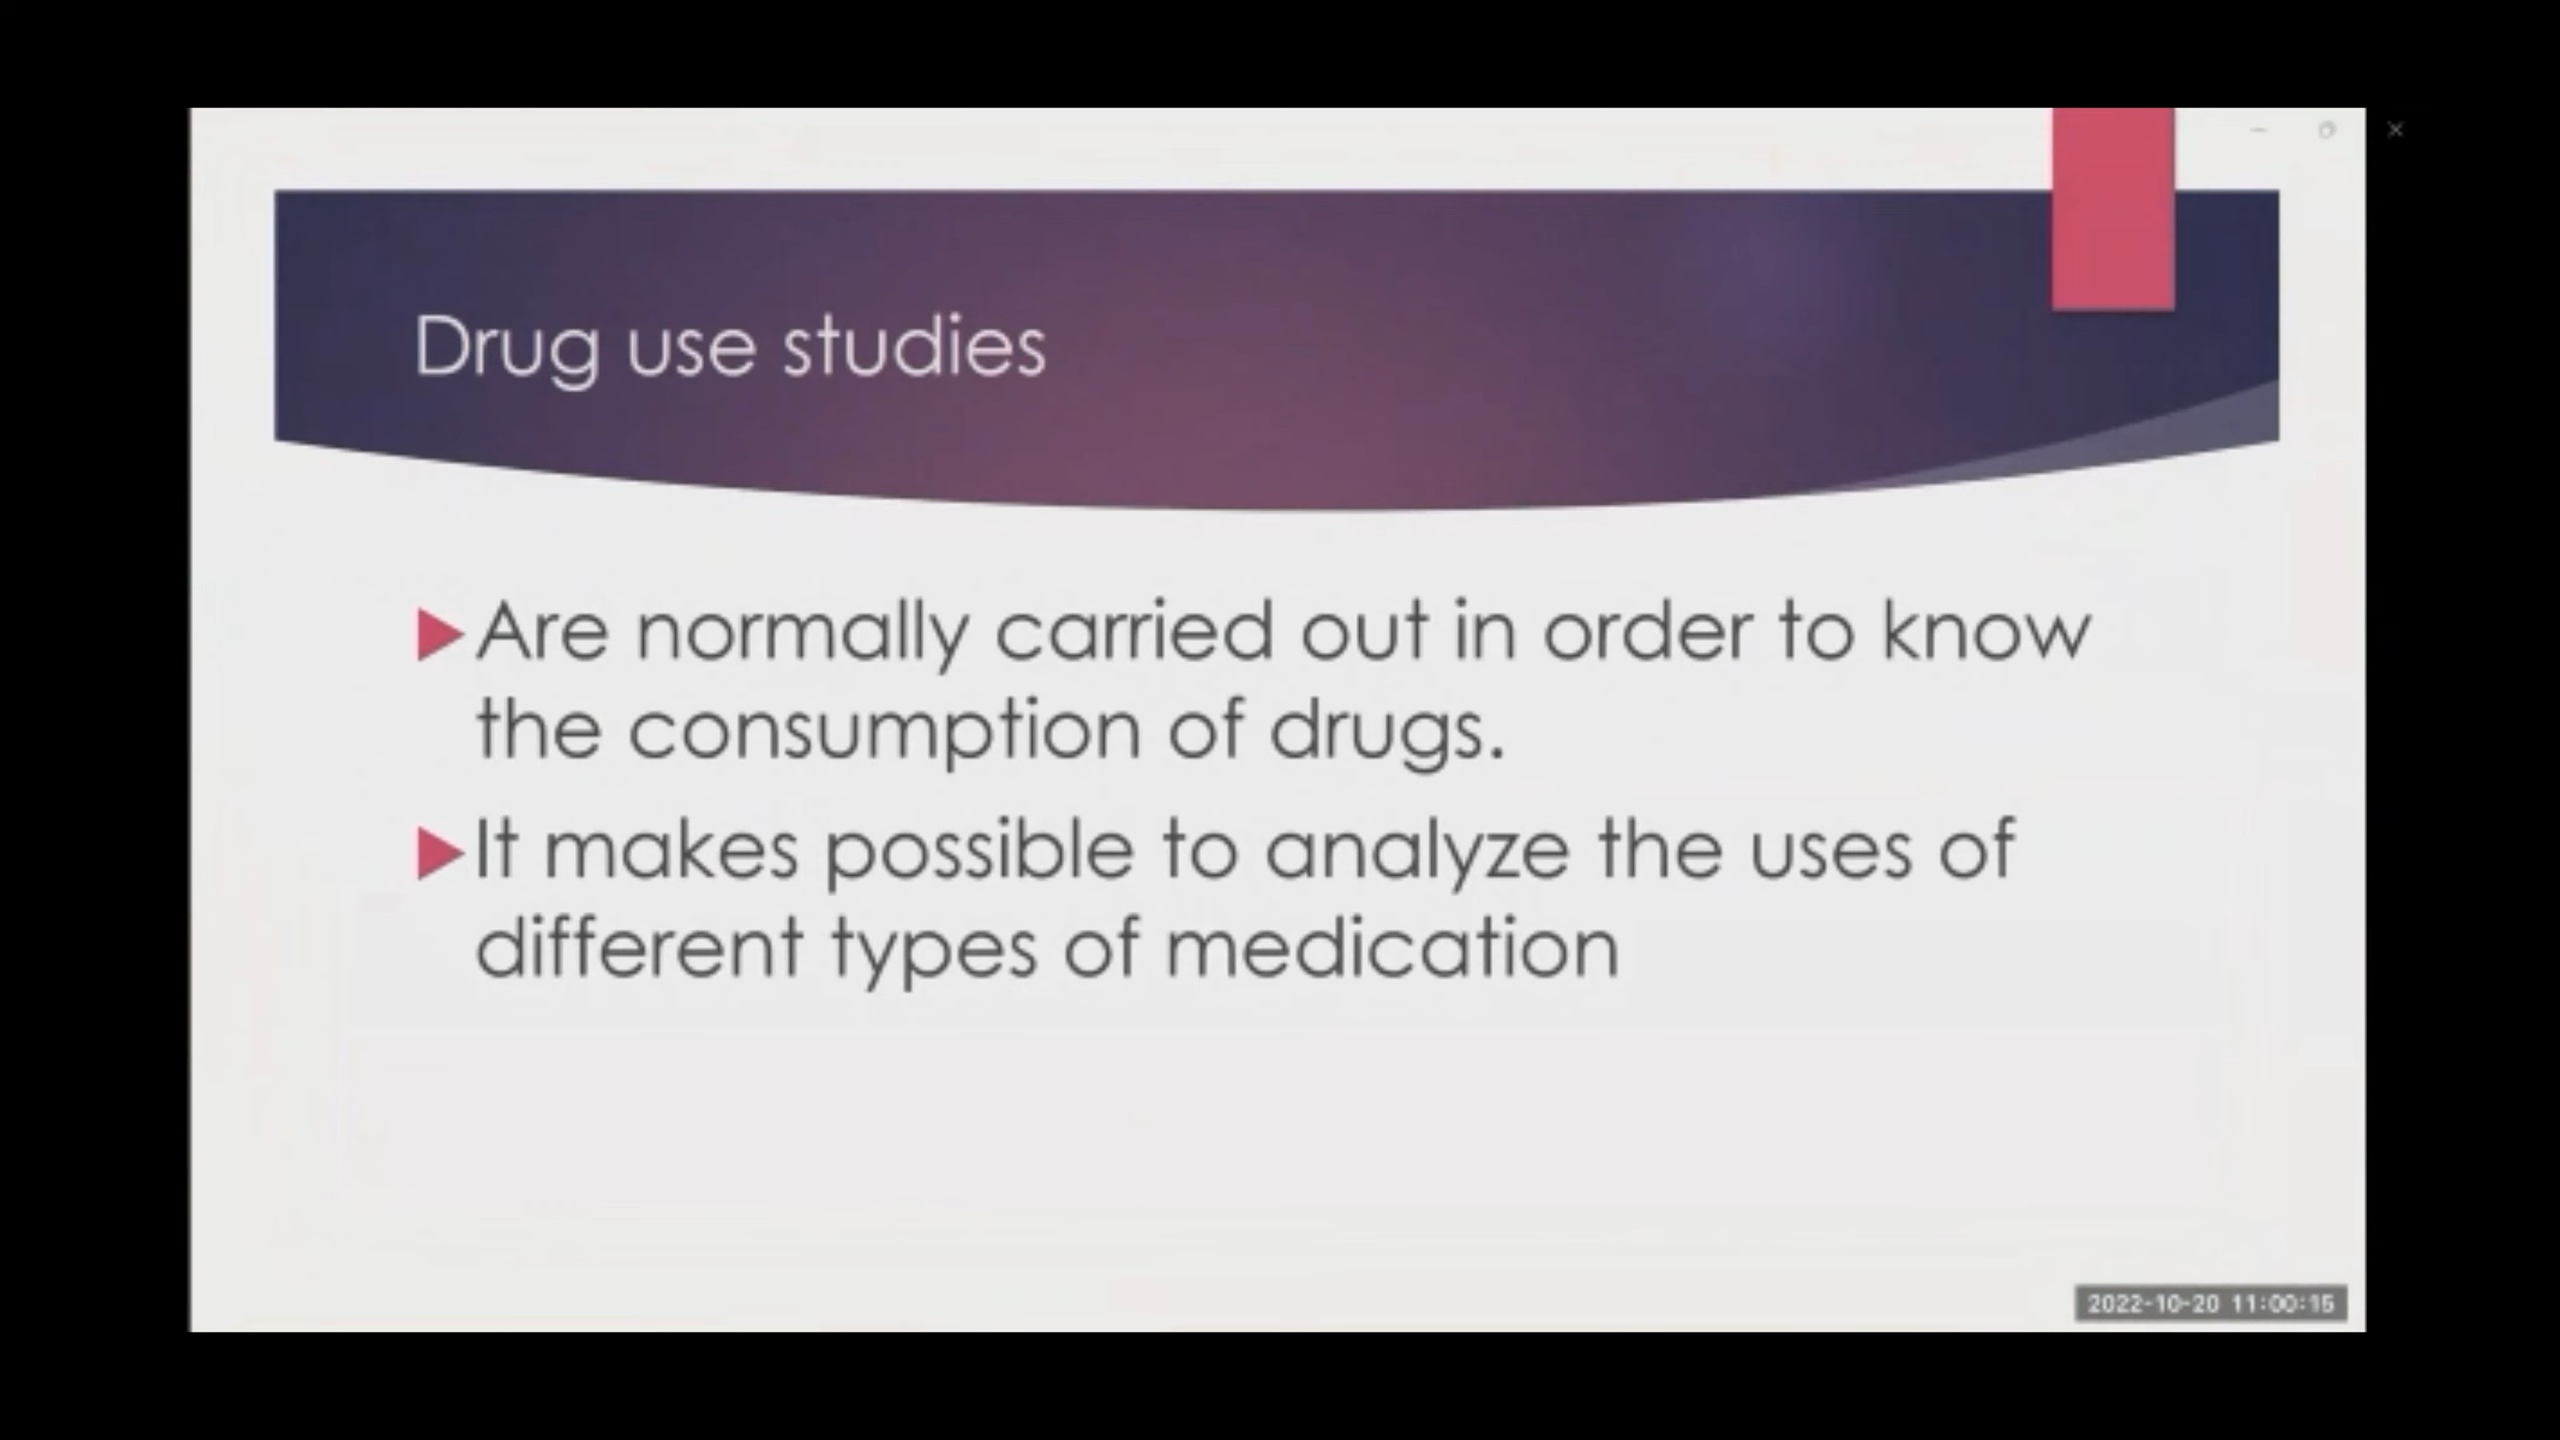 Drug use studies
Are normally carried out in order to know
the consumption of drugs.
It makes possible to analyze the uses of
different types of medication
2022-10-20 11:00:15